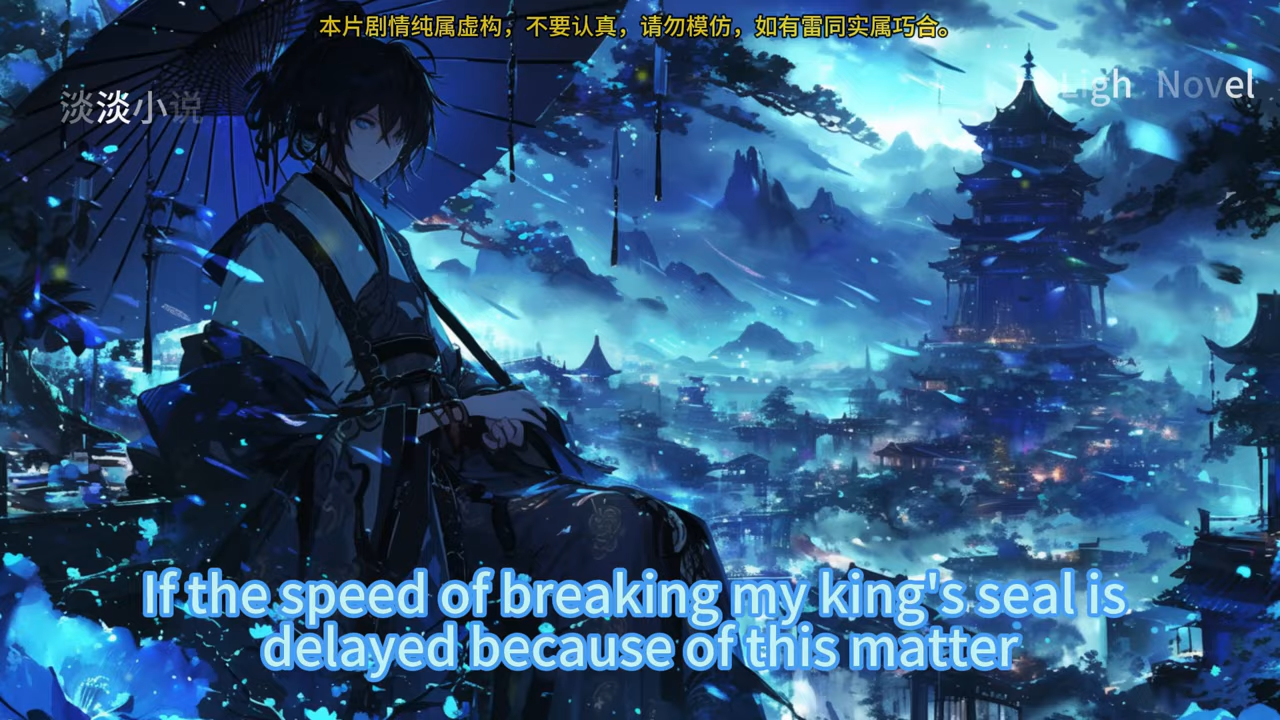 本片剧情纯属虚构，不要认真，请勿模仿，如有雷同实属巧合。
淡淡小说
Ligh Novel
If the speed of breaking my king's seal is
delayed because of this matter